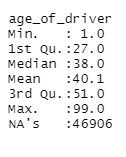 age_of_driver
Min.   : 1.0
1st Qu.:27.0
Median :38.0
Mean   :40.1
3rd Qu.:51.0
Max.   :99.0
NA's   :46906